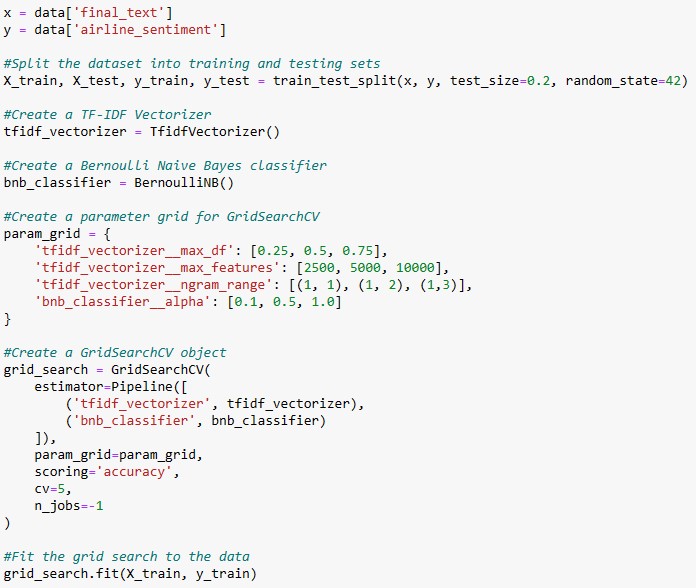 x = data['final_text']
y = data['airline_sentiment']

#Split the dataset into training and testing sets
X_train, X_test, y_train, y_test = train_test_split(x, y, test_size=0.2, random_state=42)

#Create a TF-IDF Vectorizer
tfidf_vectorizer = TfidfVectorizer()

#Create a Bernoulli Naive Bayes classifier
bnb_classifier = BernoulliNB()

#Create a parameter grid for GridSearchCV
param_grid = {
    'tfidf_vectorizer__max_df': [0.25, 0.5, 0.75],
    'tfidf_vectorizer__max_features': [2500, 5000, 10000],
    'tfidf_vectorizer__ngram_range': [(1, 1), (1, 2), (1,3)],
    'bnb_classifier__alpha': [0.1, 0.5, 1.0]
}

#Create a GridSearchCV object
grid_search = GridSearchCV(
    estimator=Pipeline([
        ('tfidf_vectorizer', tfidf_vectorizer),
        ('bnb_classifier', bnb_classifier)
    ]),
    param_grid=param_grid,
    scoring='accuracy',
    cv=5,
    n_jobs=-1
)

#Fit the grid search to the data
grid_search.fit(X_train, y_train)